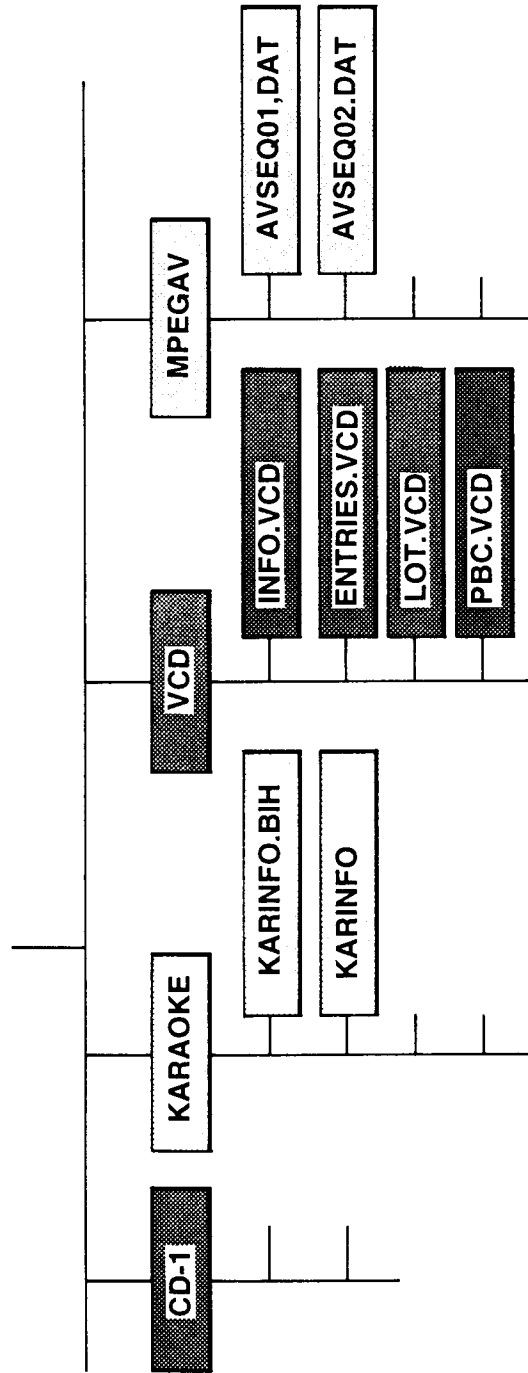 CD-1
KARAOKE
KARINFO.BIH
KARINFO
VCD
INFO.VCD
ENTRIES.VCD
LOT.VCD
PBC.VCD
MPEGAV
AVSEQ01,DAT
AVSEQ02.DAT